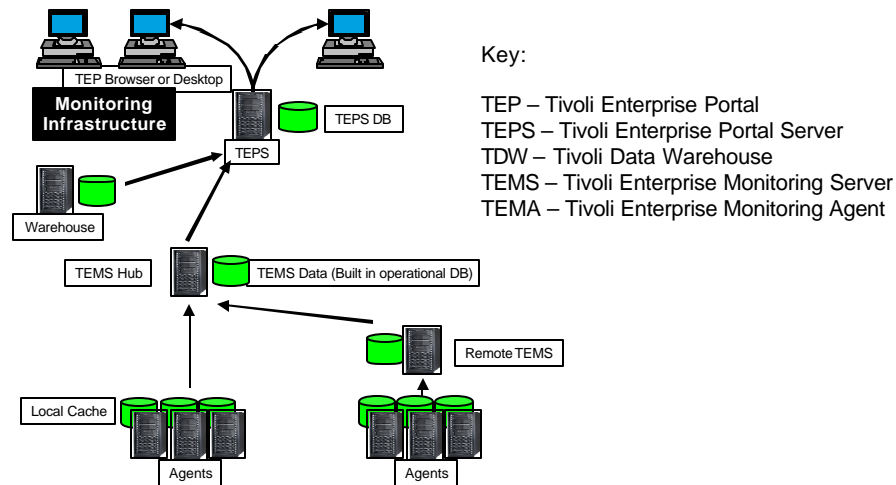 TEP Browser or Desktop
Monitoring
Infrastructure
TEPS DB
TEPS
Warehouse
TEMS Hub
TEMS Data (Built in operational DB)
Remote TEMS
Local Cache
Agents
Agents
Key:
TEP – Tivoli Enterprise Portal
TEPS – Tivoli Enterprise Portal Server
TDW – Tivoli Data Warehouse
TEMS – Tivoli Enterprise Monitoring Server
TEMA – Tivoli Enterprise Monitoring Agent